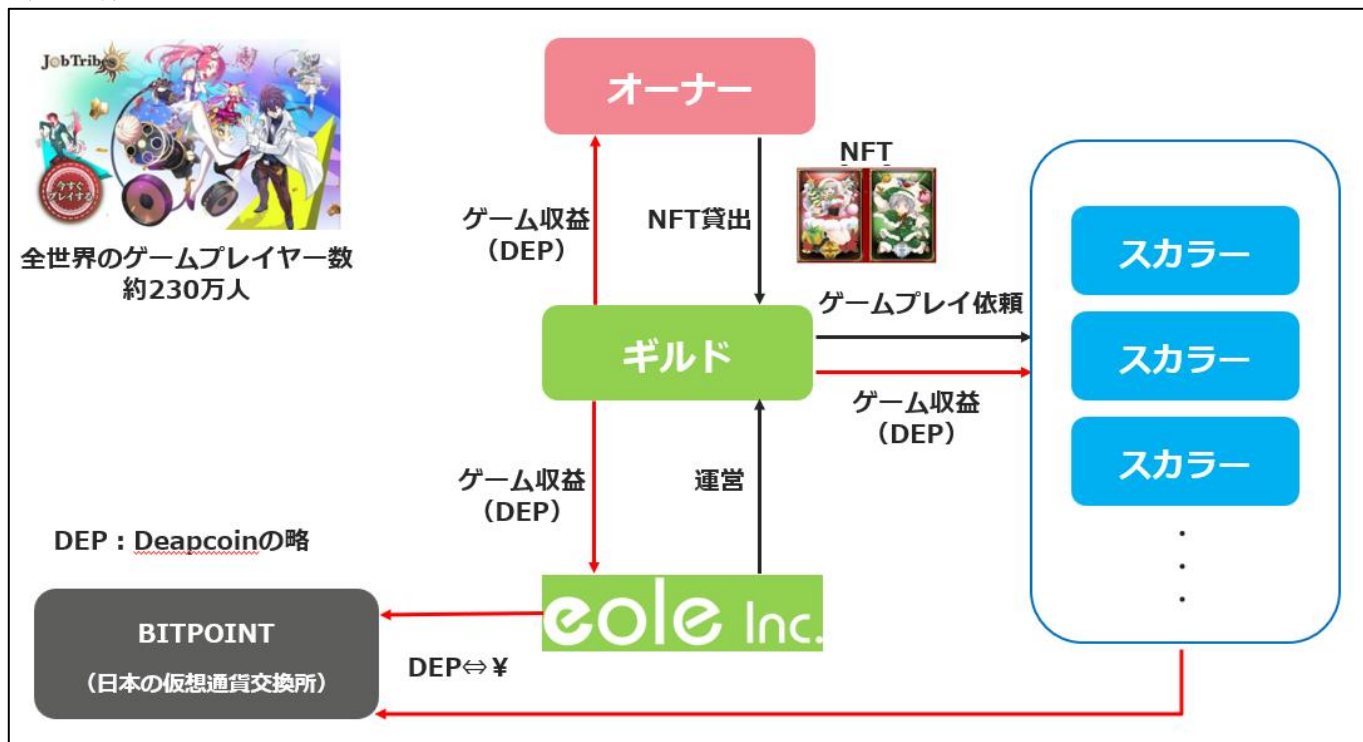 JobTribes
今すぐ
プレイする
全世界のゲームプレイヤー数
約230万人
オーナー
ゲーム収益
（DEP）
NFT貸出
NFT
ギルド
ゲームプレイ依頼
ゲーム収益
（DEP）
スカラー
スカラー
スカラー
・
・
・
ゲーム収益
（DEP）
運営
DEP：Deapcoinの略
eole Inc.
BITPOINT
（日本の仮想通貨交換所）
DEP⇔¥